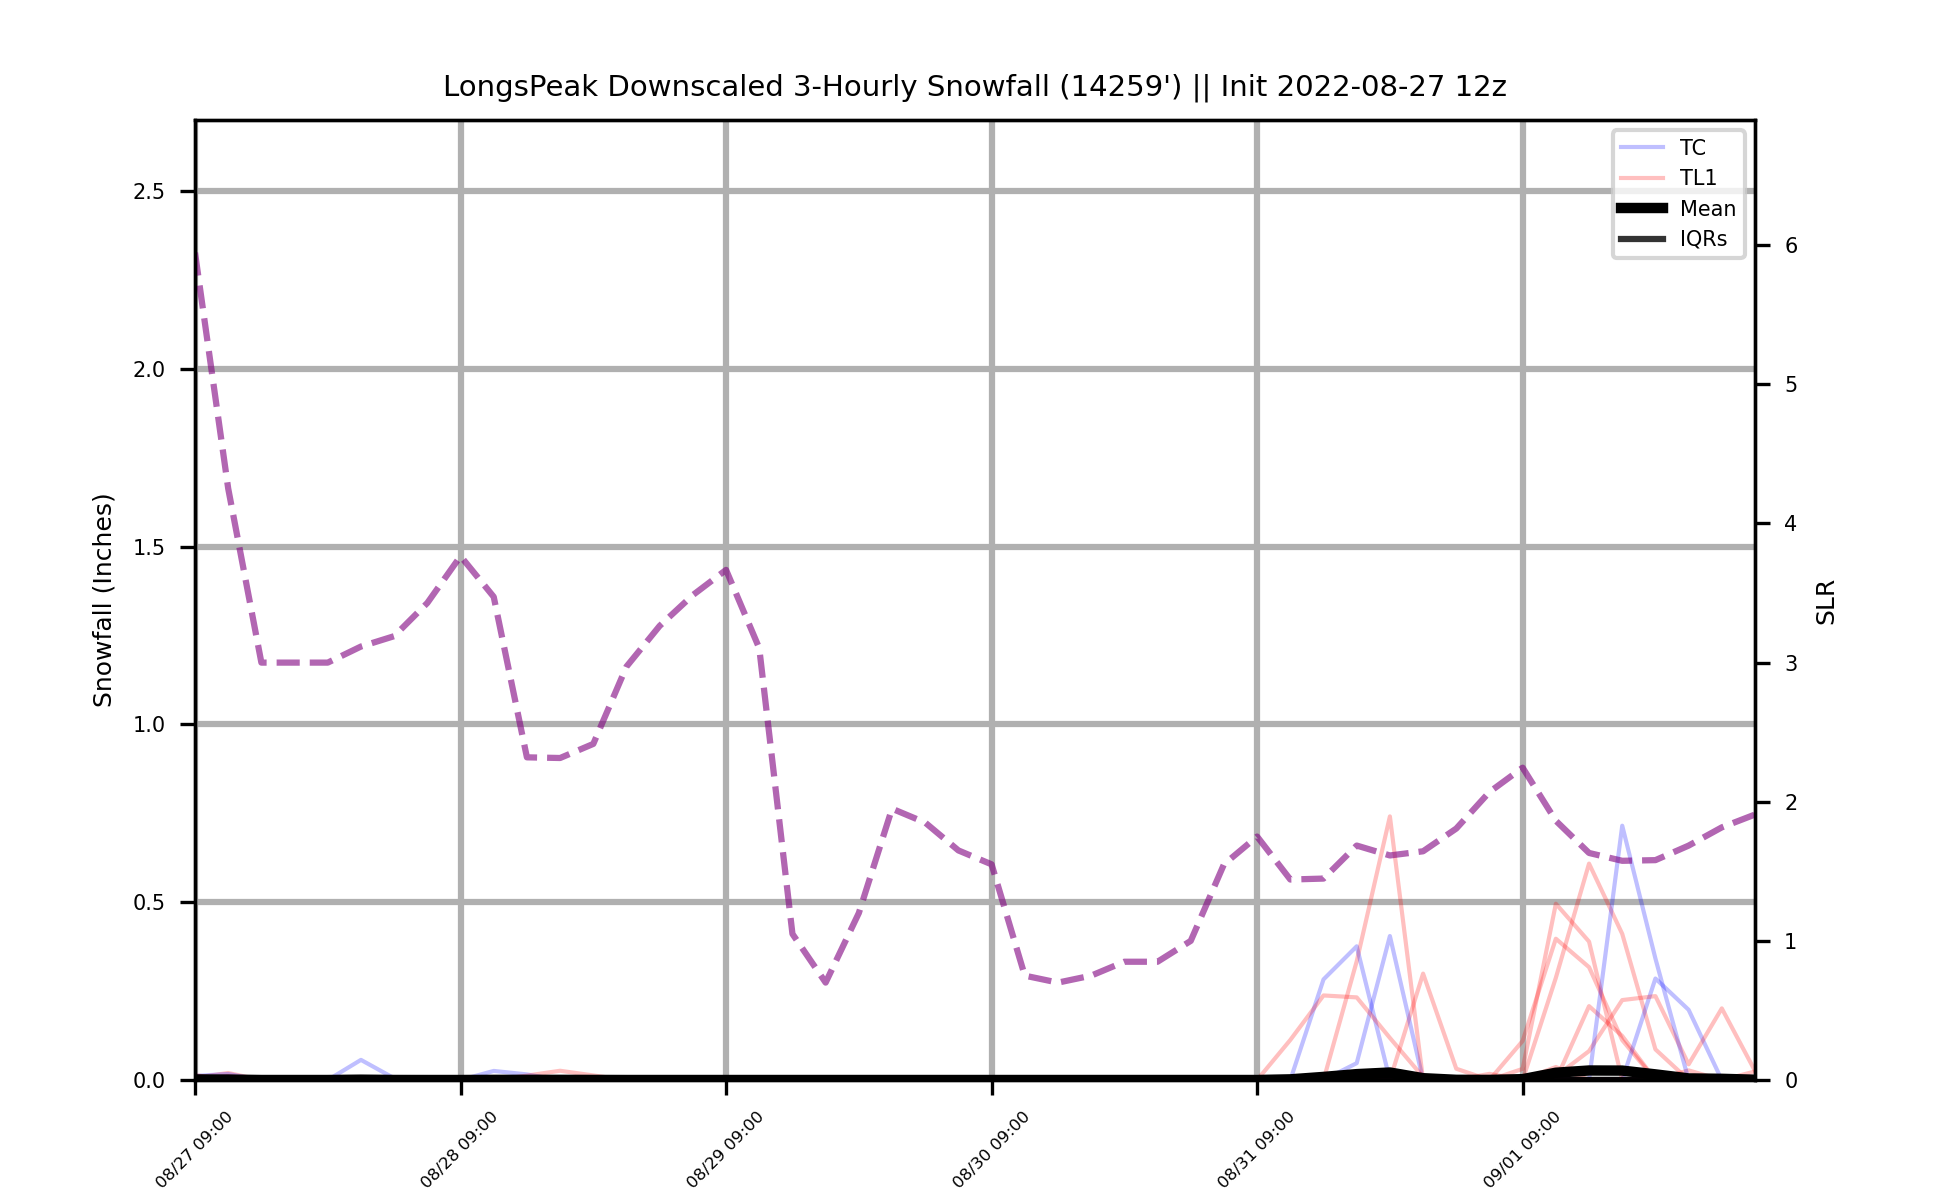 LongsPeak Downscaled 3-Hourly Snowfall (14259') || Init 2022-08-27 12z
TC
TL1
Mean
IQRs
2.5
2.0
1.5
1.0
0.5
0.0
Snowfall (Inches)
6
5
4
3
2
1
0
SLR
08/27 09:00
08/28 09:00
08/29 09:00
08/30 09:00
08/31 09:00
09/01 09:00